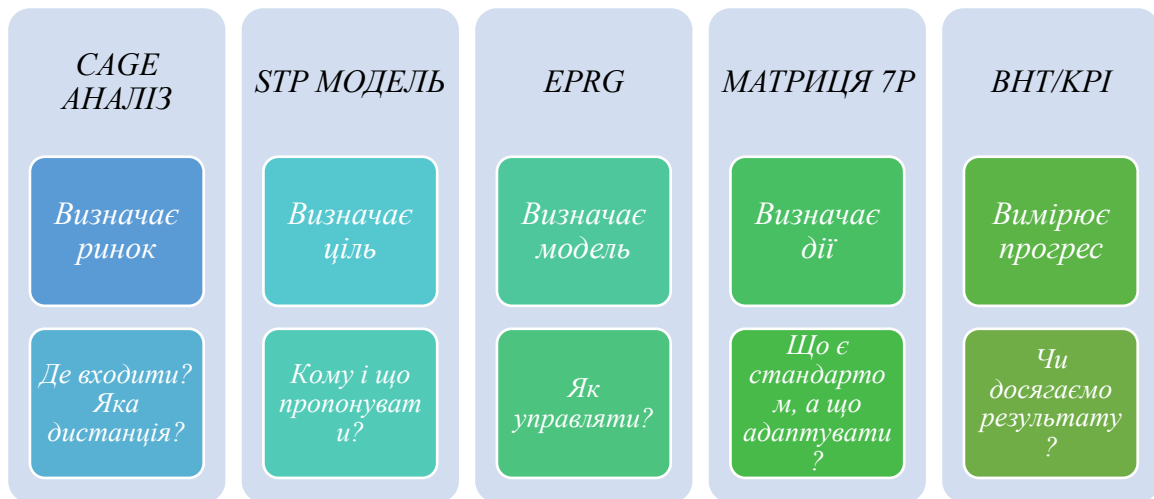 CAGE
АНАЛІЗ
STP МОДЕЛЬ
EPRG
МАТРИЦЯ 7P
BHT/KPI
Визначає
ринок
Визначає
ціль
Визначає
модель
Визначає
дії
Вимірює
прогрес
Де входити?
Яка
дистанція?
Кому і що
пропонуват
и?
Як
управляти?
Що є
стандарто
м, а що
адаптувати
?
Чи
досягаємо
результату
?